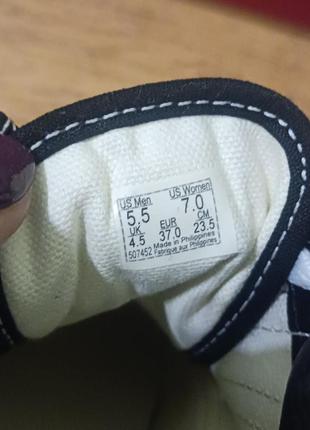 US Men US Women
5.5 7.0
UK EUR CM
4.5 37.0 23.5
507452 Made in Philippines
Fabriqué aux Philippines